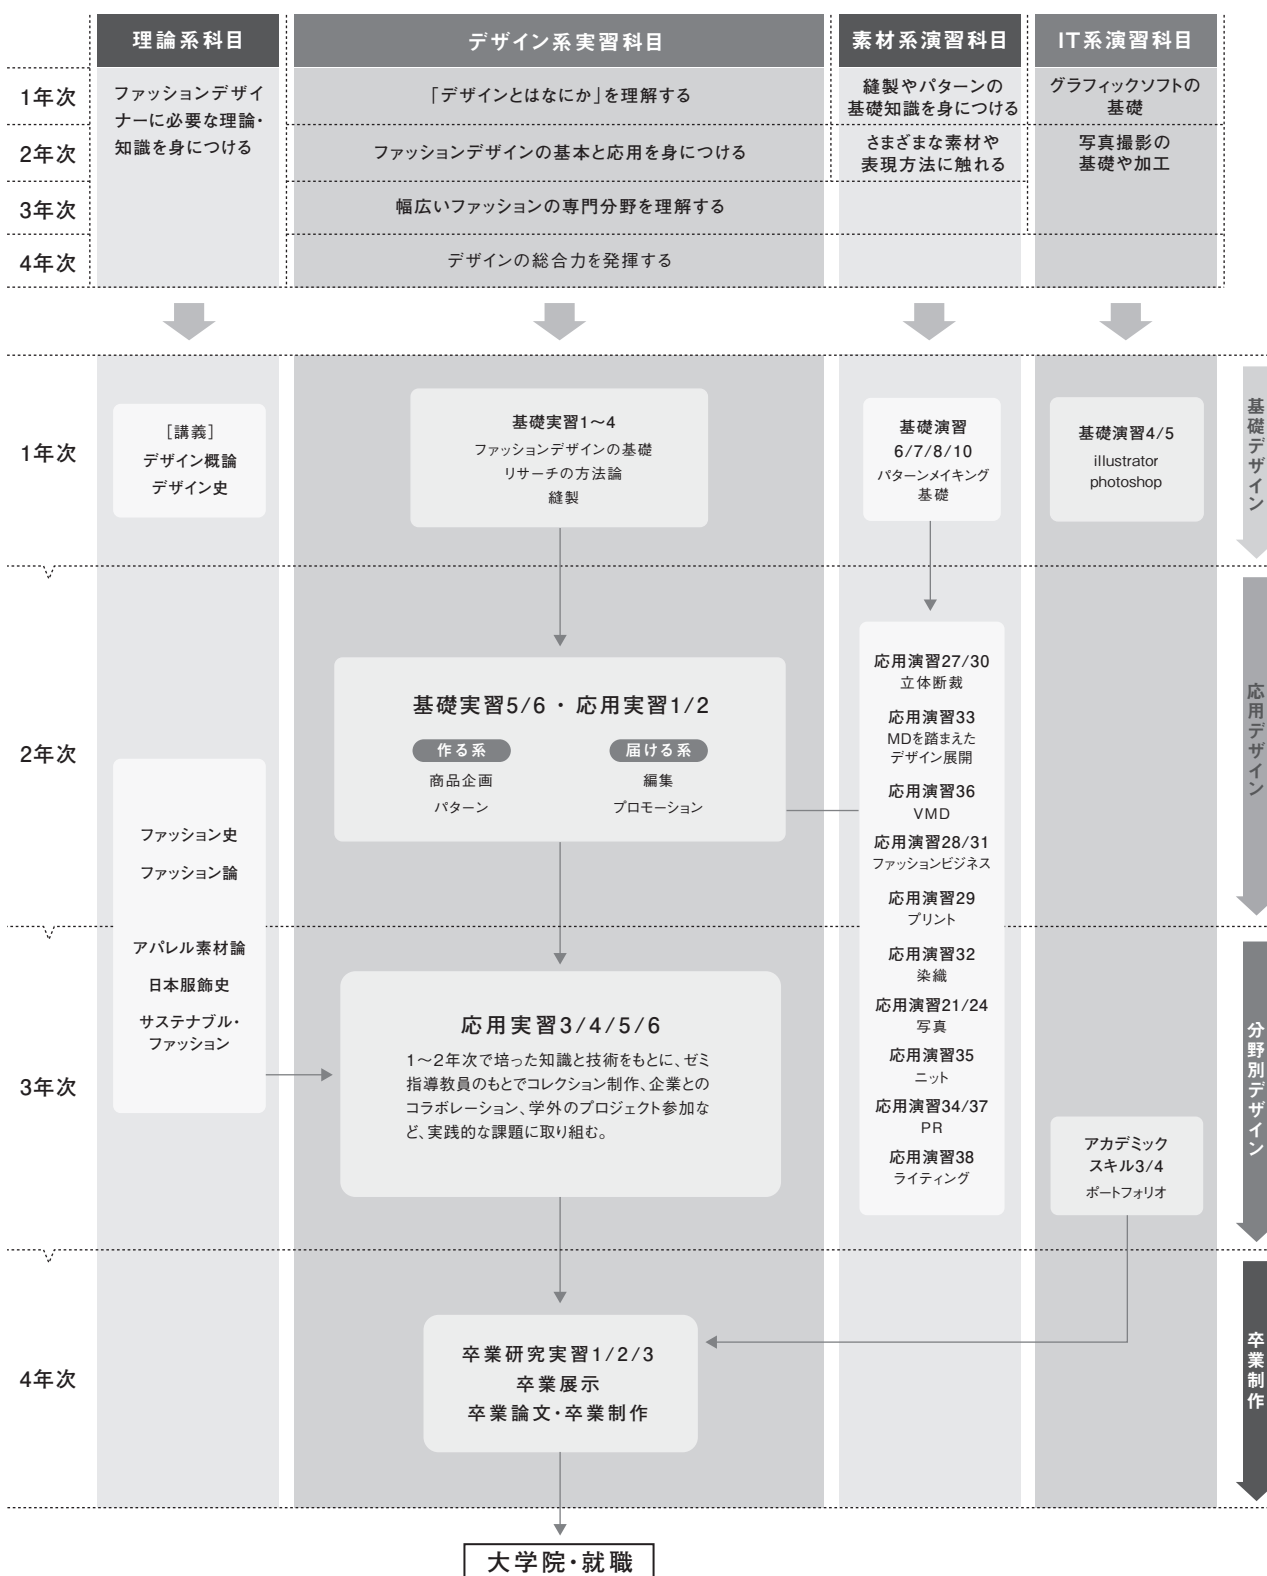 理論系科目
デザイン系実習科目
素材系演習科目
IT系演習科目
1年次
ファッションデザイ
ナーに必要な理論・
知識を身につける
「デザインとはなにか」を理解する
縫製やパターンの
基礎知識を身につける
グラフィックソフトの
基礎
2年次
ファッションデザインの基本と応用を身につける
さまざまな素材や
表現方法に触れる
写真撮影の
基礎や加工
3年次
幅広いファッションの専門分野を理解する
4年次
デザインの総合力を発揮する
1年次
[講義]
デザイン概論
デザイン史
基礎実習1〜4
ファッションデザインの基礎
リサーチの方法論
縫製
基礎演習
6/7/8/10
パターンメイキング
基礎
基礎演習4/5
illustrator
photoshop
基礎デザイン
2年次
基礎実習5/6 ・ 応用実習1/2
作る系
商品企画
パターン
届ける系
編集
プロモーション
応用演習27/30
立体断裁
応用演習33
MDを踏まえた
デザイン展開
応用演習36
VMD
応用演習28/31
ファッションビジネス
応用演習29
プリント
応用演習32
染織
応用演習21/24
写真
応用演習35
ニット
応用演習34/37
PR
応用演習38
ライティング
応用デザイン
ファッション史
ファッション論
アパレル素材論
日本服飾史
サステナブル・
ファッション
3年次
応用実習3/4/5/6
1〜2年次で培った知識と技術をもとに、ゼミ
指導教員のもとでコレクション制作、企業との
コラボレーション、学外のプロジェクト参加な
ど、実践的な課題に取り組む。
アカデミック
スキル3/4
ポートフォリオ
分野別デザイン
4年次
卒業研究実習1/2/3
卒業展示
卒業論文・卒業制作
卒業制作
大学院・就職